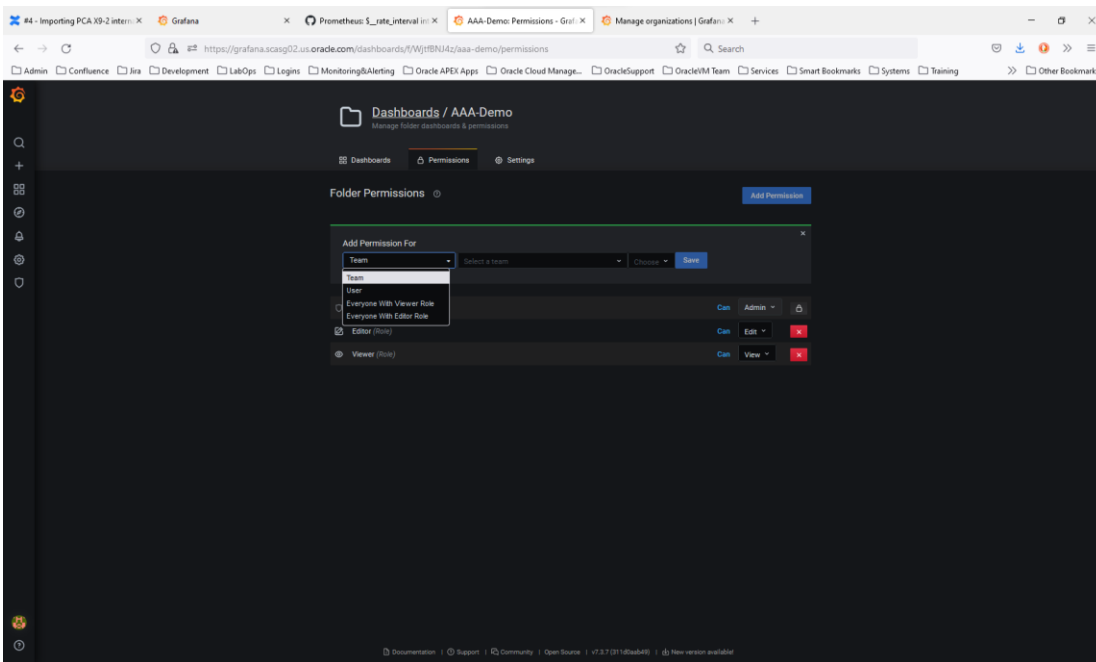 #4 - Importing PCA X9-2 intern
Grafana
Prometheus: $__rate_interval in
AAA-Demo: Permissions - Graf
Manage organizations | Grafana
https://grafana.scasg02.us.oracle.com/dashboards/f/WjtfBNJ4z/aaa-demo/permissions
Search
Admin Confluence Jira Development LabOps Logins Monitoring&Alerting Oracle APEX Apps Oracle Cloud Manage... OracleSupport OracleVM Team Services Smart Bookmarks Systems Training Other Bookmark
Dashboards / AAA-Demo
Manage folder dashboards & permissions
Dashboards Permissions Settings
Folder Permissions
Add Permission
Add Permission For
Team Select a team Choose Save
Team
User
Everyone With Viewer Role
Everyone With Editor Role
Can Admin
Editor (Role) Can Edit
Viewer (Role) Can View
Documentation | Support | Community | Open Source | v7.3.7 | New version available!